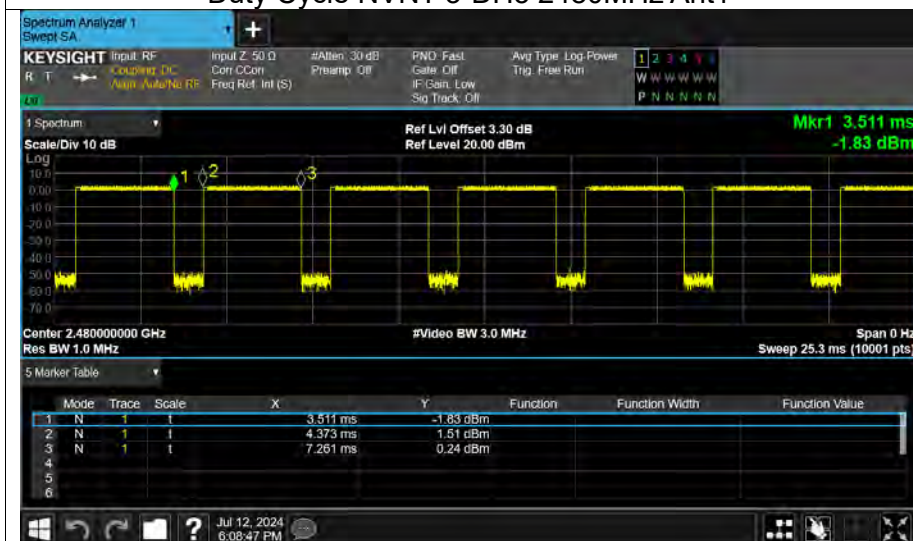 Spectrum Analyzer 1
Swept SA
+
KEYSIGHT Input: RF Input Z: 50 Ω #Atten: 30 dB PNO: Fast Avg Type: Log-Power 1 2 3 4 5 6
R T Coupling: DC Corr CCorr Preamp: Off Gate: Off Trig: Free Run W W W W W W
Align: Auto/No RF Freq Ref: Int (S) IF Gain: Low
Sig Track: Off P N N N N N
1 Spectrum Ref Lvl Offset 3.30 dB Mkr1 3.511 ms
Scale/Div 10 dB Ref Level 20.00 dBm -1.83 dBm
Log
10.0
0.00
-10.0
-20.0
-30.0
-40.0
-50.0
-60.0
-70.0
1 2 3
Center 2.480000000 GHz #Video BW 3.0 MHz Span 0 Hz
Res BW 1.0 MHz Sweep 25.3 ms (10001 pts)
5 Marker Table
Mode Trace Scale X Y Function Function Width Function Value
1 N 1 t 3.511 ms -1.83 dBm
2 N 1 t 4.373 ms 1.51 dBm
3 N 1 t 7.261 ms 0.24 dBm
4
5
6
? Jul 12, 2024
6:08:47 PM